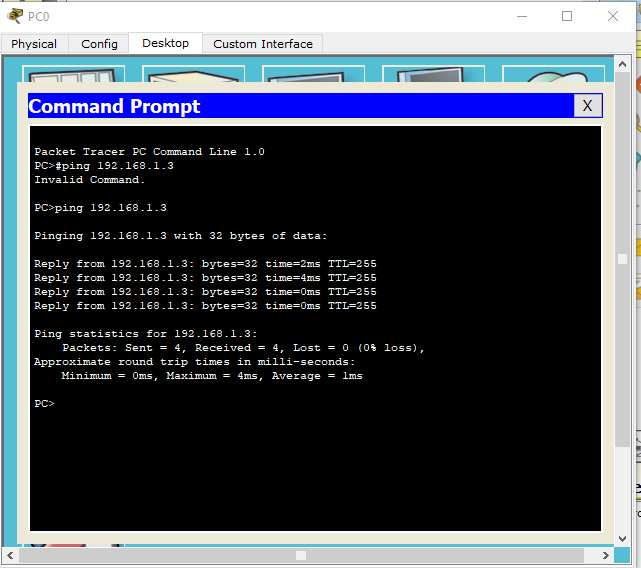 PC0
Physical Config Desktop Custom Interface
Command Prompt X
Packet Tracer PC Command Line 1.0
PC>#ping 192.168.1.3
Invalid Command.
PC>ping 192.168.1.3
Pinging 192.168.1.3 with 32 bytes of data:
Reply from 192.168.1.3: bytes=32 time=2ms TTL=255
Reply from 192.168.1.3: bytes=32 time=4ms TTL=255
Reply from 192.168.1.3: bytes=32 time=0ms TTL=255
Reply from 192.168.1.3: bytes=32 time=0ms TTL=255
Ping statistics for 192.168.1.3:
Packets: Sent = 4, Received = 4, Lost = 0 (0% loss),
Approximate round trip times in milli-seconds:
Minimum = 0ms, Maximum = 4ms, Average = 1ms
PC>